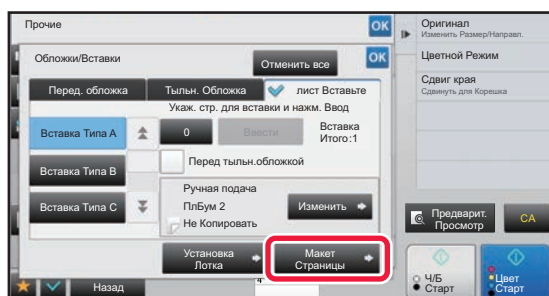 Прочие
OK
Обложки/Вставки
Отменить все
OK
Перед. обложка
Тыльн. Обложка
лист Вставьте
Укаж. стр. для вставки и нажм. Ввод
Вставка Типа A
0
Ввести
Вставка
Итого:1
Перед тыльн.обложкой
Вставка Типа B
Ручная подача
ПлБум 2
Не Копировать
Изменить
Вставка Типа C
Установка
Лотка
Макет
Страницы
Назад
Оригинал
Изменить Размер/Направл.
Цветной Режим
Сдвиг края
Сдвинуть для Корешка
Предварит.
Просмотр
CA
Ч/Б
Старт
Цвет
Старт